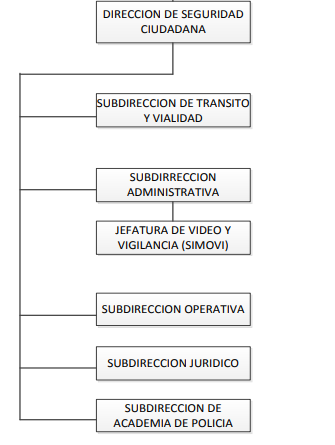 DIRECCION DE SEGURIDAD
CIUDADANA
SUBDIRECCION DE TRANSITO
Y VIALIDAD
SUBDIRRECCION
ADMINISTRATIVA
JEFATURA DE VIDEO Y
VIGILANCIA (SIMOVI)
SUBDIRECCION OPERATIVA
SUBDIRECCION JURIDICO
SUBDIRECCION DE
ACADEMIA DE POLICIA